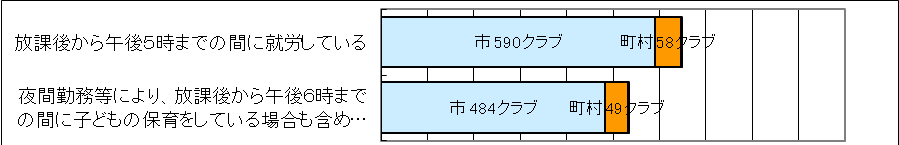 放課後から午後5時までの間に就労している
市590クラブ 町村58クラブ
夜間勤務等により、放課後から午後6時まで
の間に子どもの保育をしている場合も含め…
市484クラブ 町村49クラブ